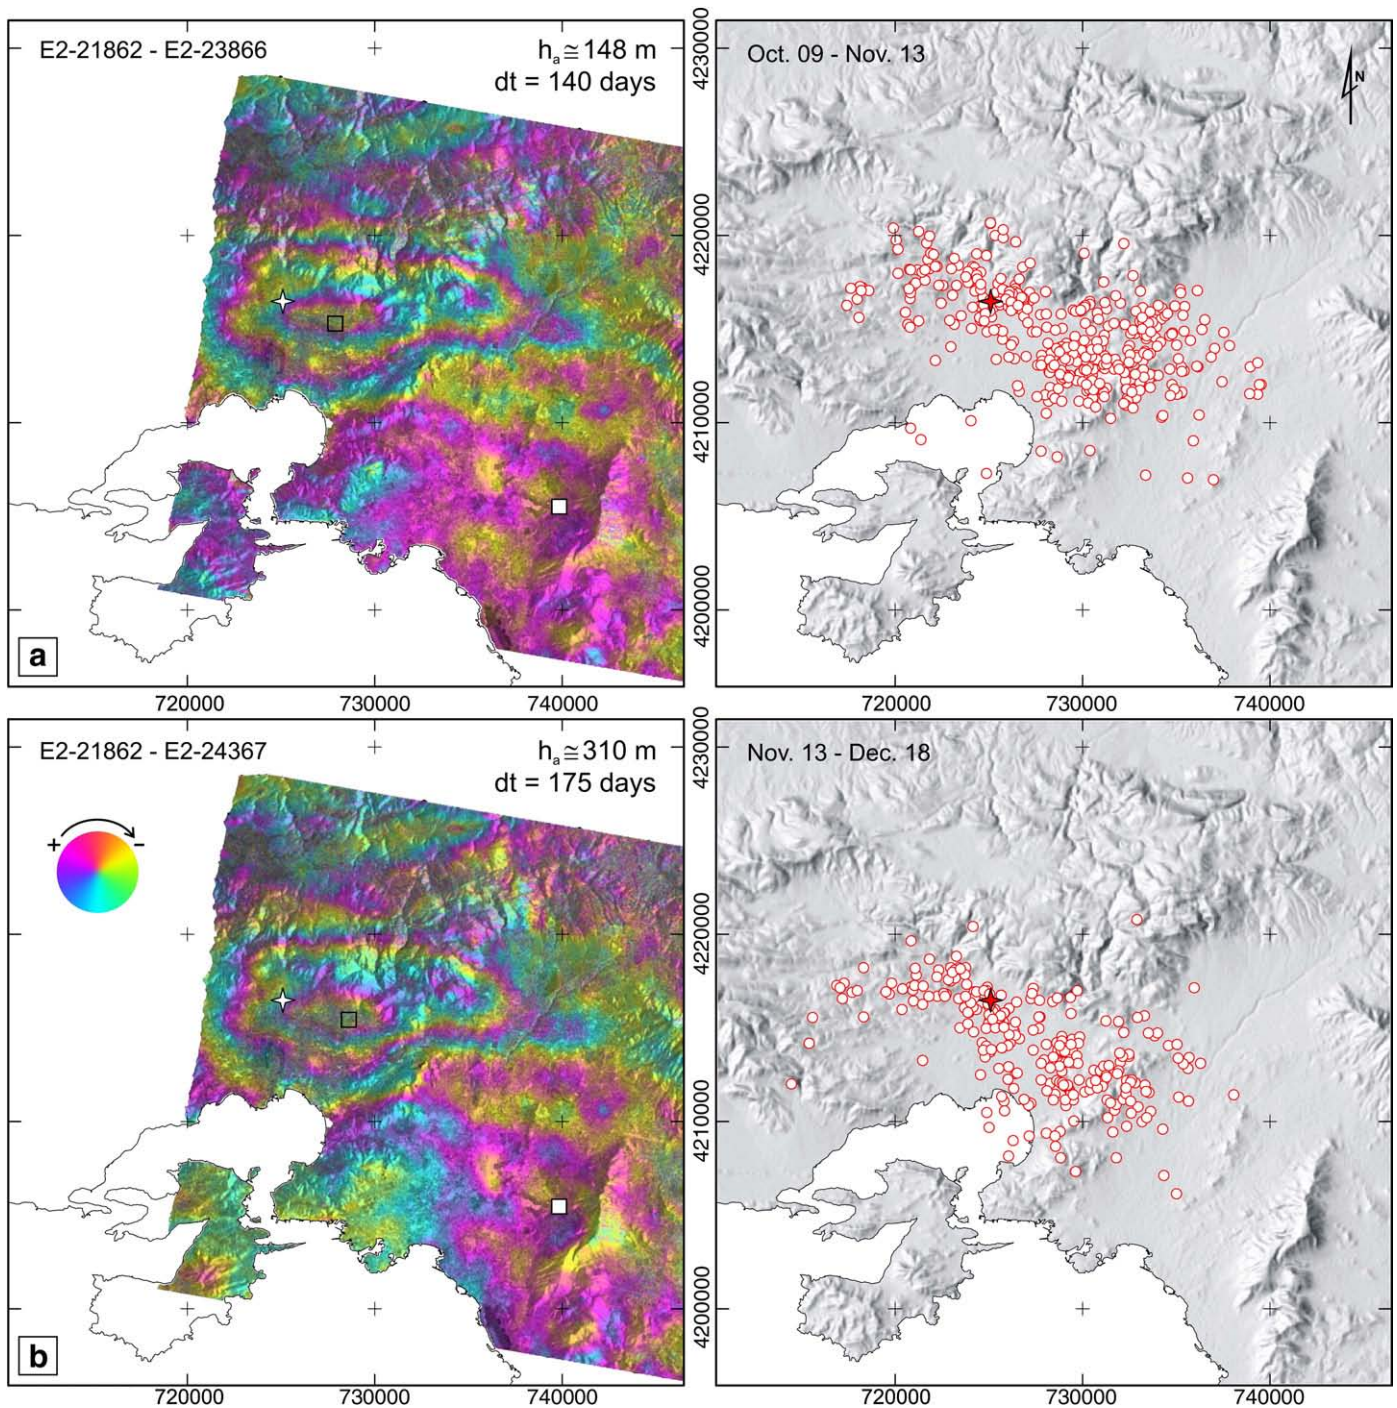 E2-21862 - E2-23866
hₐ≅148 m
dt = 140 days
a
720000
730000
740000
Oct. 09 - Nov. 13
N
4230000
4220000
4210000
4200000
720000
730000
740000
E2-21862 - E2-24367
hₐ≅310 m
dt = 175 days
+
-
b
720000
730000
740000
Nov. 13 - Dec. 18
4230000
4220000
4210000
4200000
720000
730000
740000